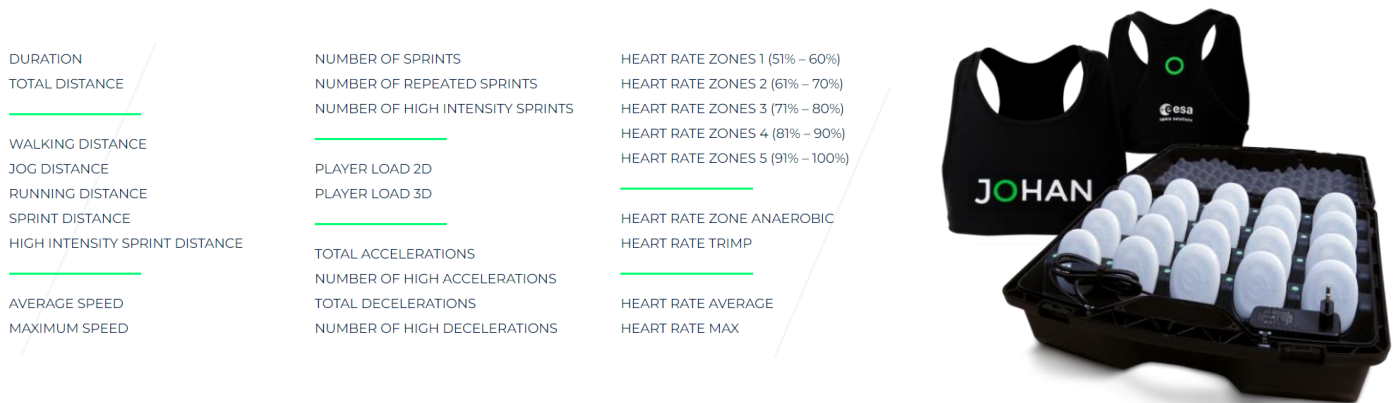 DURATION
TOTAL DISTANCE
WALKING DISTANCE
JOG DISTANCE
RUNNING DISTANCE
SPRINT DISTANCE
HIGH INTENSITY SPRINT DISTANCE
AVERAGE SPEED
MAXIMUM SPEED
NUMBER OF SPRINTS
NUMBER OF REPEATED SPRINTS
NUMBER OF HIGH INTENSITY SPRINTS
PLAYER LOAD 2D
PLAYER LOAD 3D
TOTAL ACCELERATIONS
NUMBER OF HIGH ACCELERATIONS
TOTAL DECELERATIONS
NUMBER OF HIGH DECELERATIONS
HEART RATE ZONES 1 (51% – 60%)
HEART RATE ZONES 2 (61% – 70%)
HEART RATE ZONES 3 (71% – 80%)
HEART RATE ZONES 4 (81% – 90%)
HEART RATE ZONES 5 (91% – 100%)
HEART RATE ZONE ANAEROBIC
HEART RATE TRIMP
HEART RATE AVERAGE
HEART RATE MAX
JOHAN
esa
space solutions